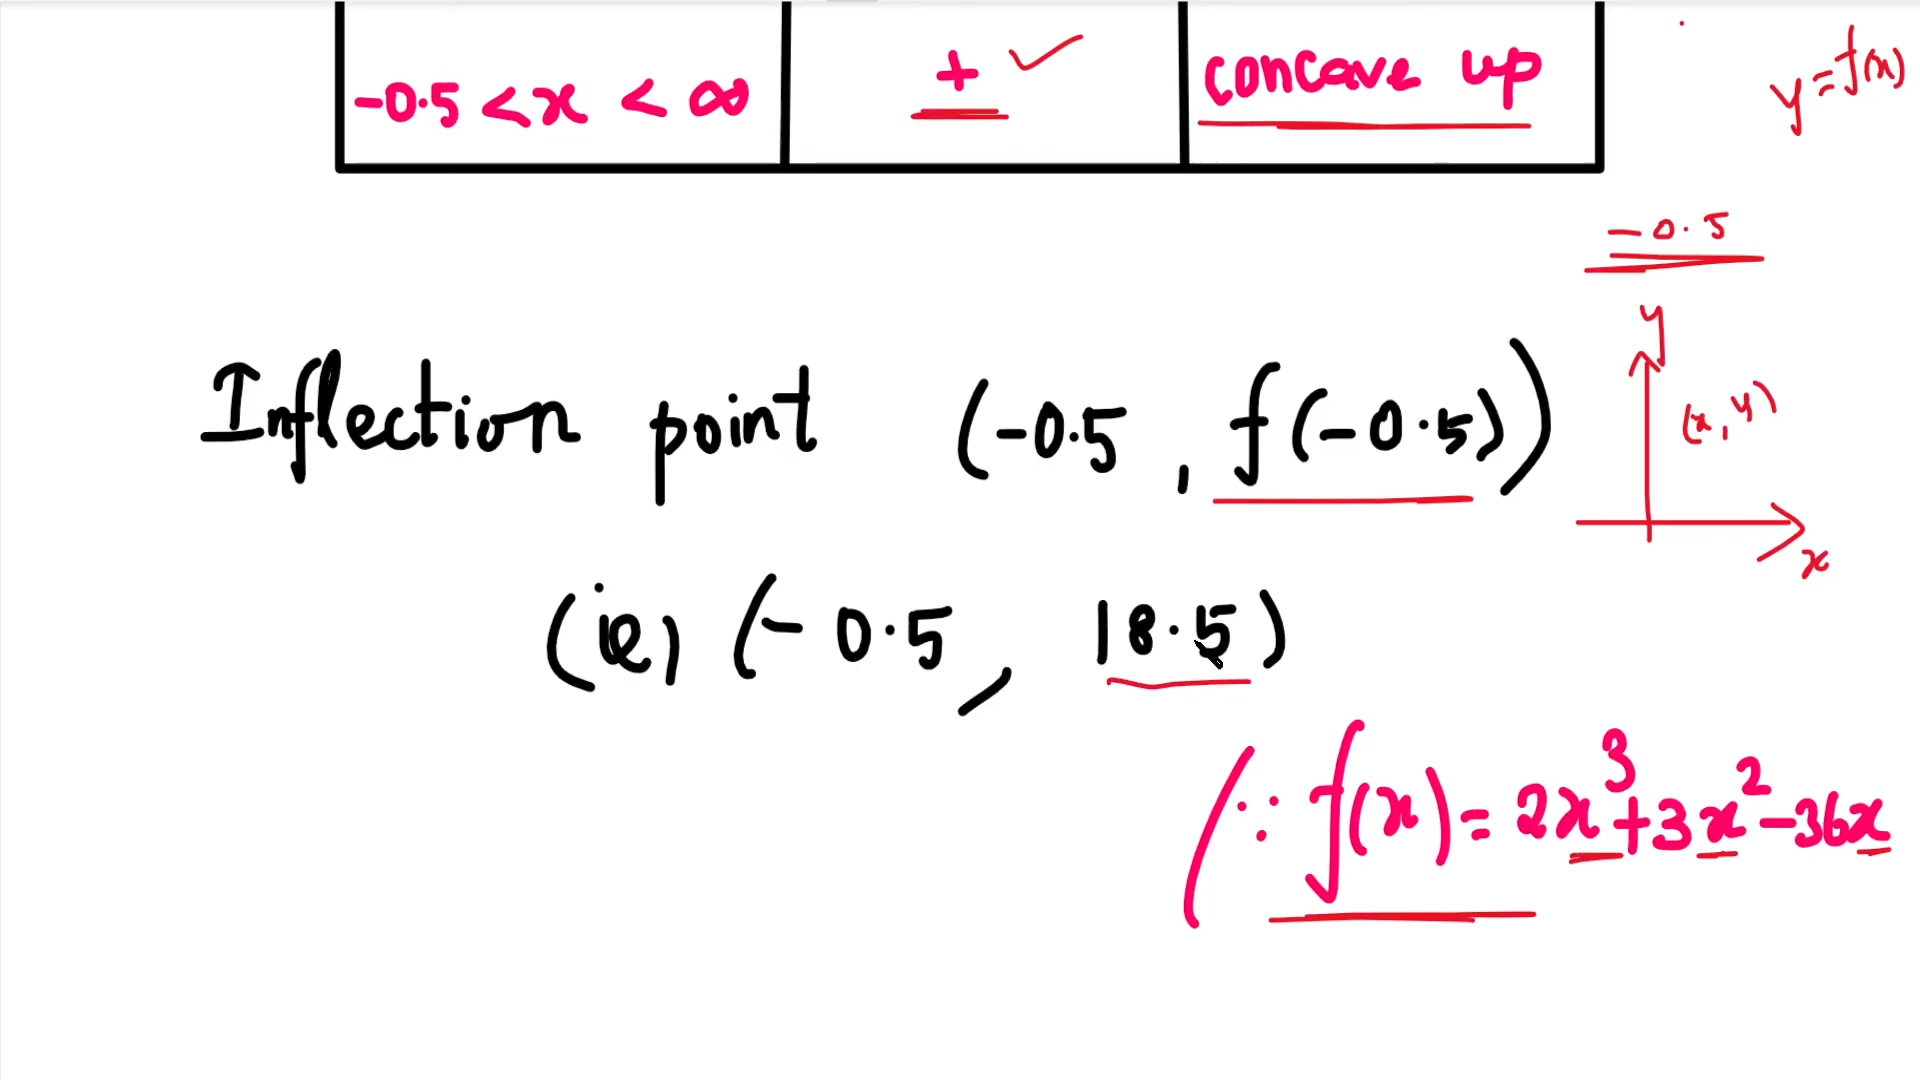 -0.5 < x < ∞ + ✓ concave up
y = f(x)
-0.5
y
Inflection point (-0.5, f(-0.5))
(x, y)
x
(ie) (-0.5, 18.5)
(∵ f(x) = 2x³+3x²-36x